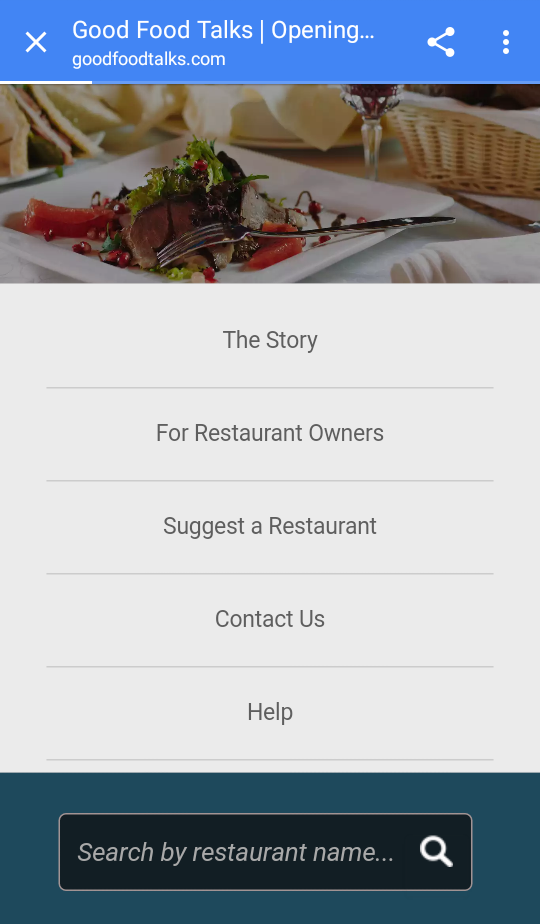 Good Food Talks | Opening...
goodfoodtalks.com
The Story
For Restaurant Owners
Suggest a Restaurant
Contact Us
Help
Search by restaurant name...